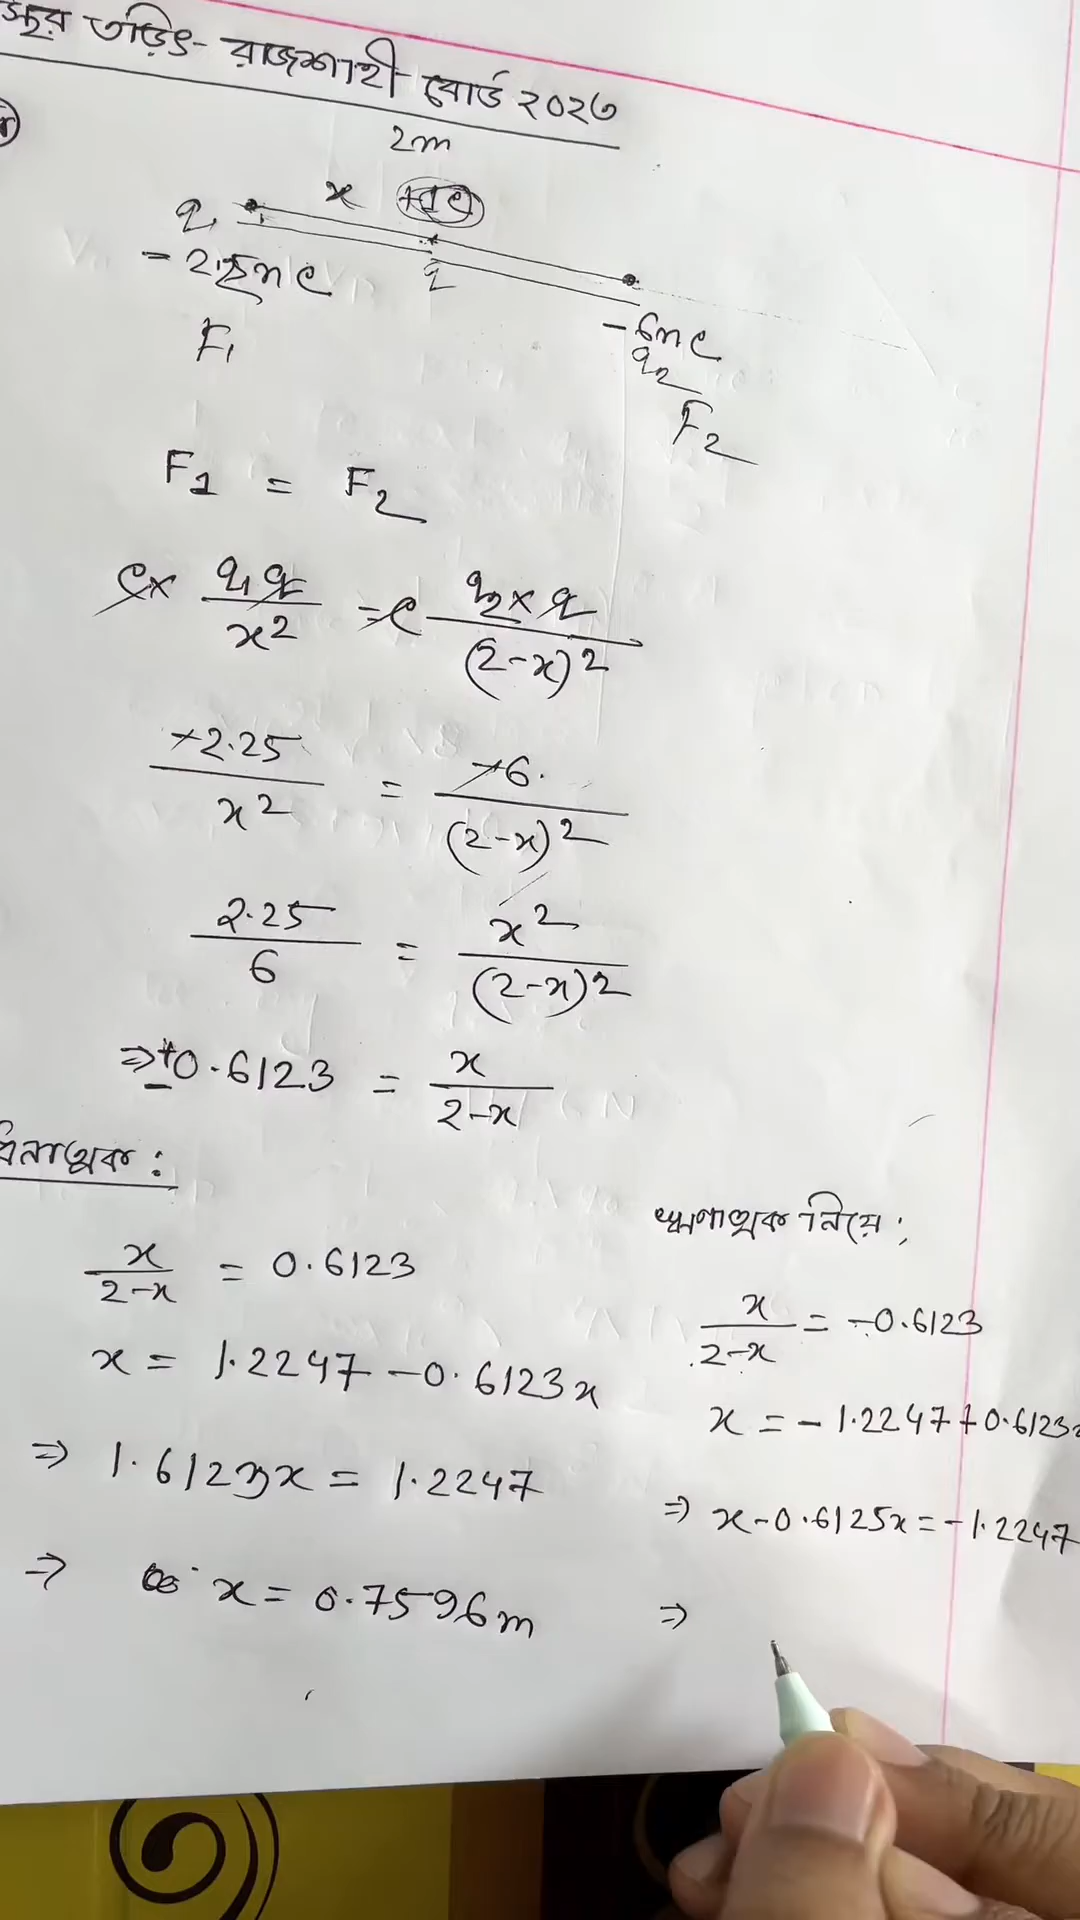 স্থির তড়িৎ- রাজশাহী বোর্ড ২০২৩
2m
x
q₁
q
- 2.25nC
- 6nC
q₂
F₁
F₂
F1 = F2
C× q₁q / x² = C q₂×q / (2-x)²
-2.25 / x² = -6 / (2-x)²
2.25 / 6 = x² / (2-x)²
⇒ ±0.6123 = x / 2-x
ধনাত্মক :
x / 2-x = 0.6123
x = 1.2247 - 0.6123x
⇒ 1.6123x = 1.2247
⇒ x = 0.7596m
ঋণাত্মক নিয়ে ;
x / 2-x = -0.6123
x = - 1.2247 + 0.6123x
⇒ x - 0.6125x = - 1.2247
⇒